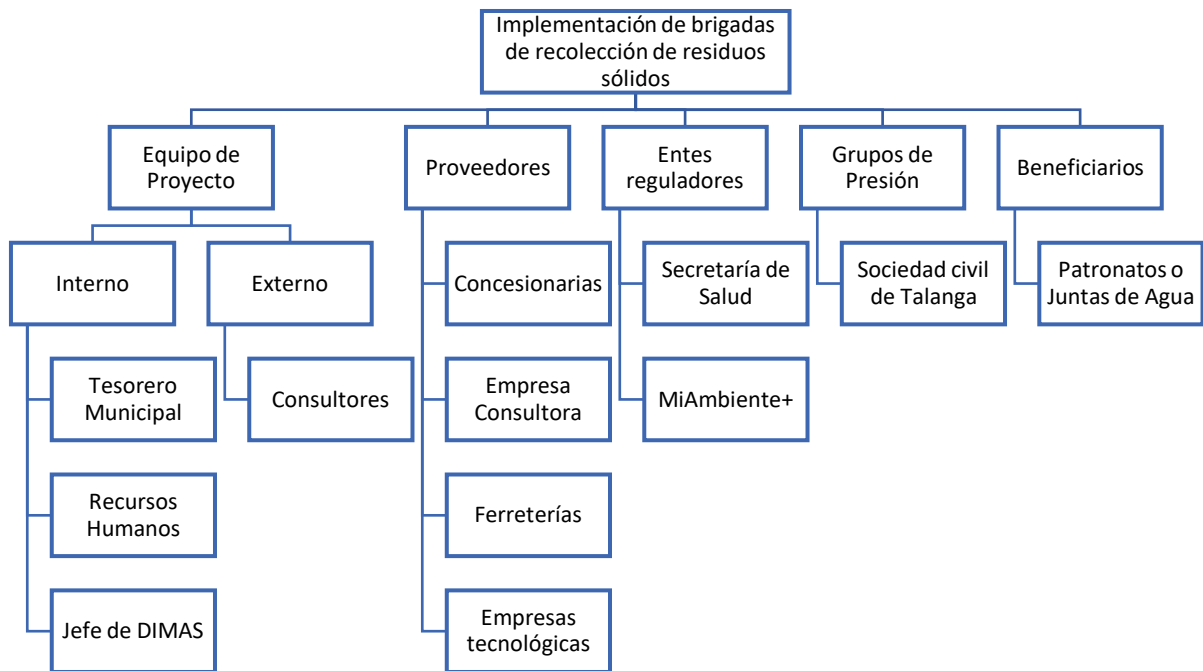 Implementación de brigadas
de recolección de residuos
sólidos
Equipo de
Proyecto
Proveedores
Entes
reguladores
Grupos de
Presión
Beneficiarios
Interno
Externo
Concesionarias
Secretaría de
Salud
Sociedad civil
de Talanga
Patronatos o
Juntas de Agua
Tesorero
Municipal
Consultores
Empresa
Consultora
MiAmbiente+
Recursos
Humanos
Ferreterías
Jefe de DIMAS
Empresas
tecnológicas